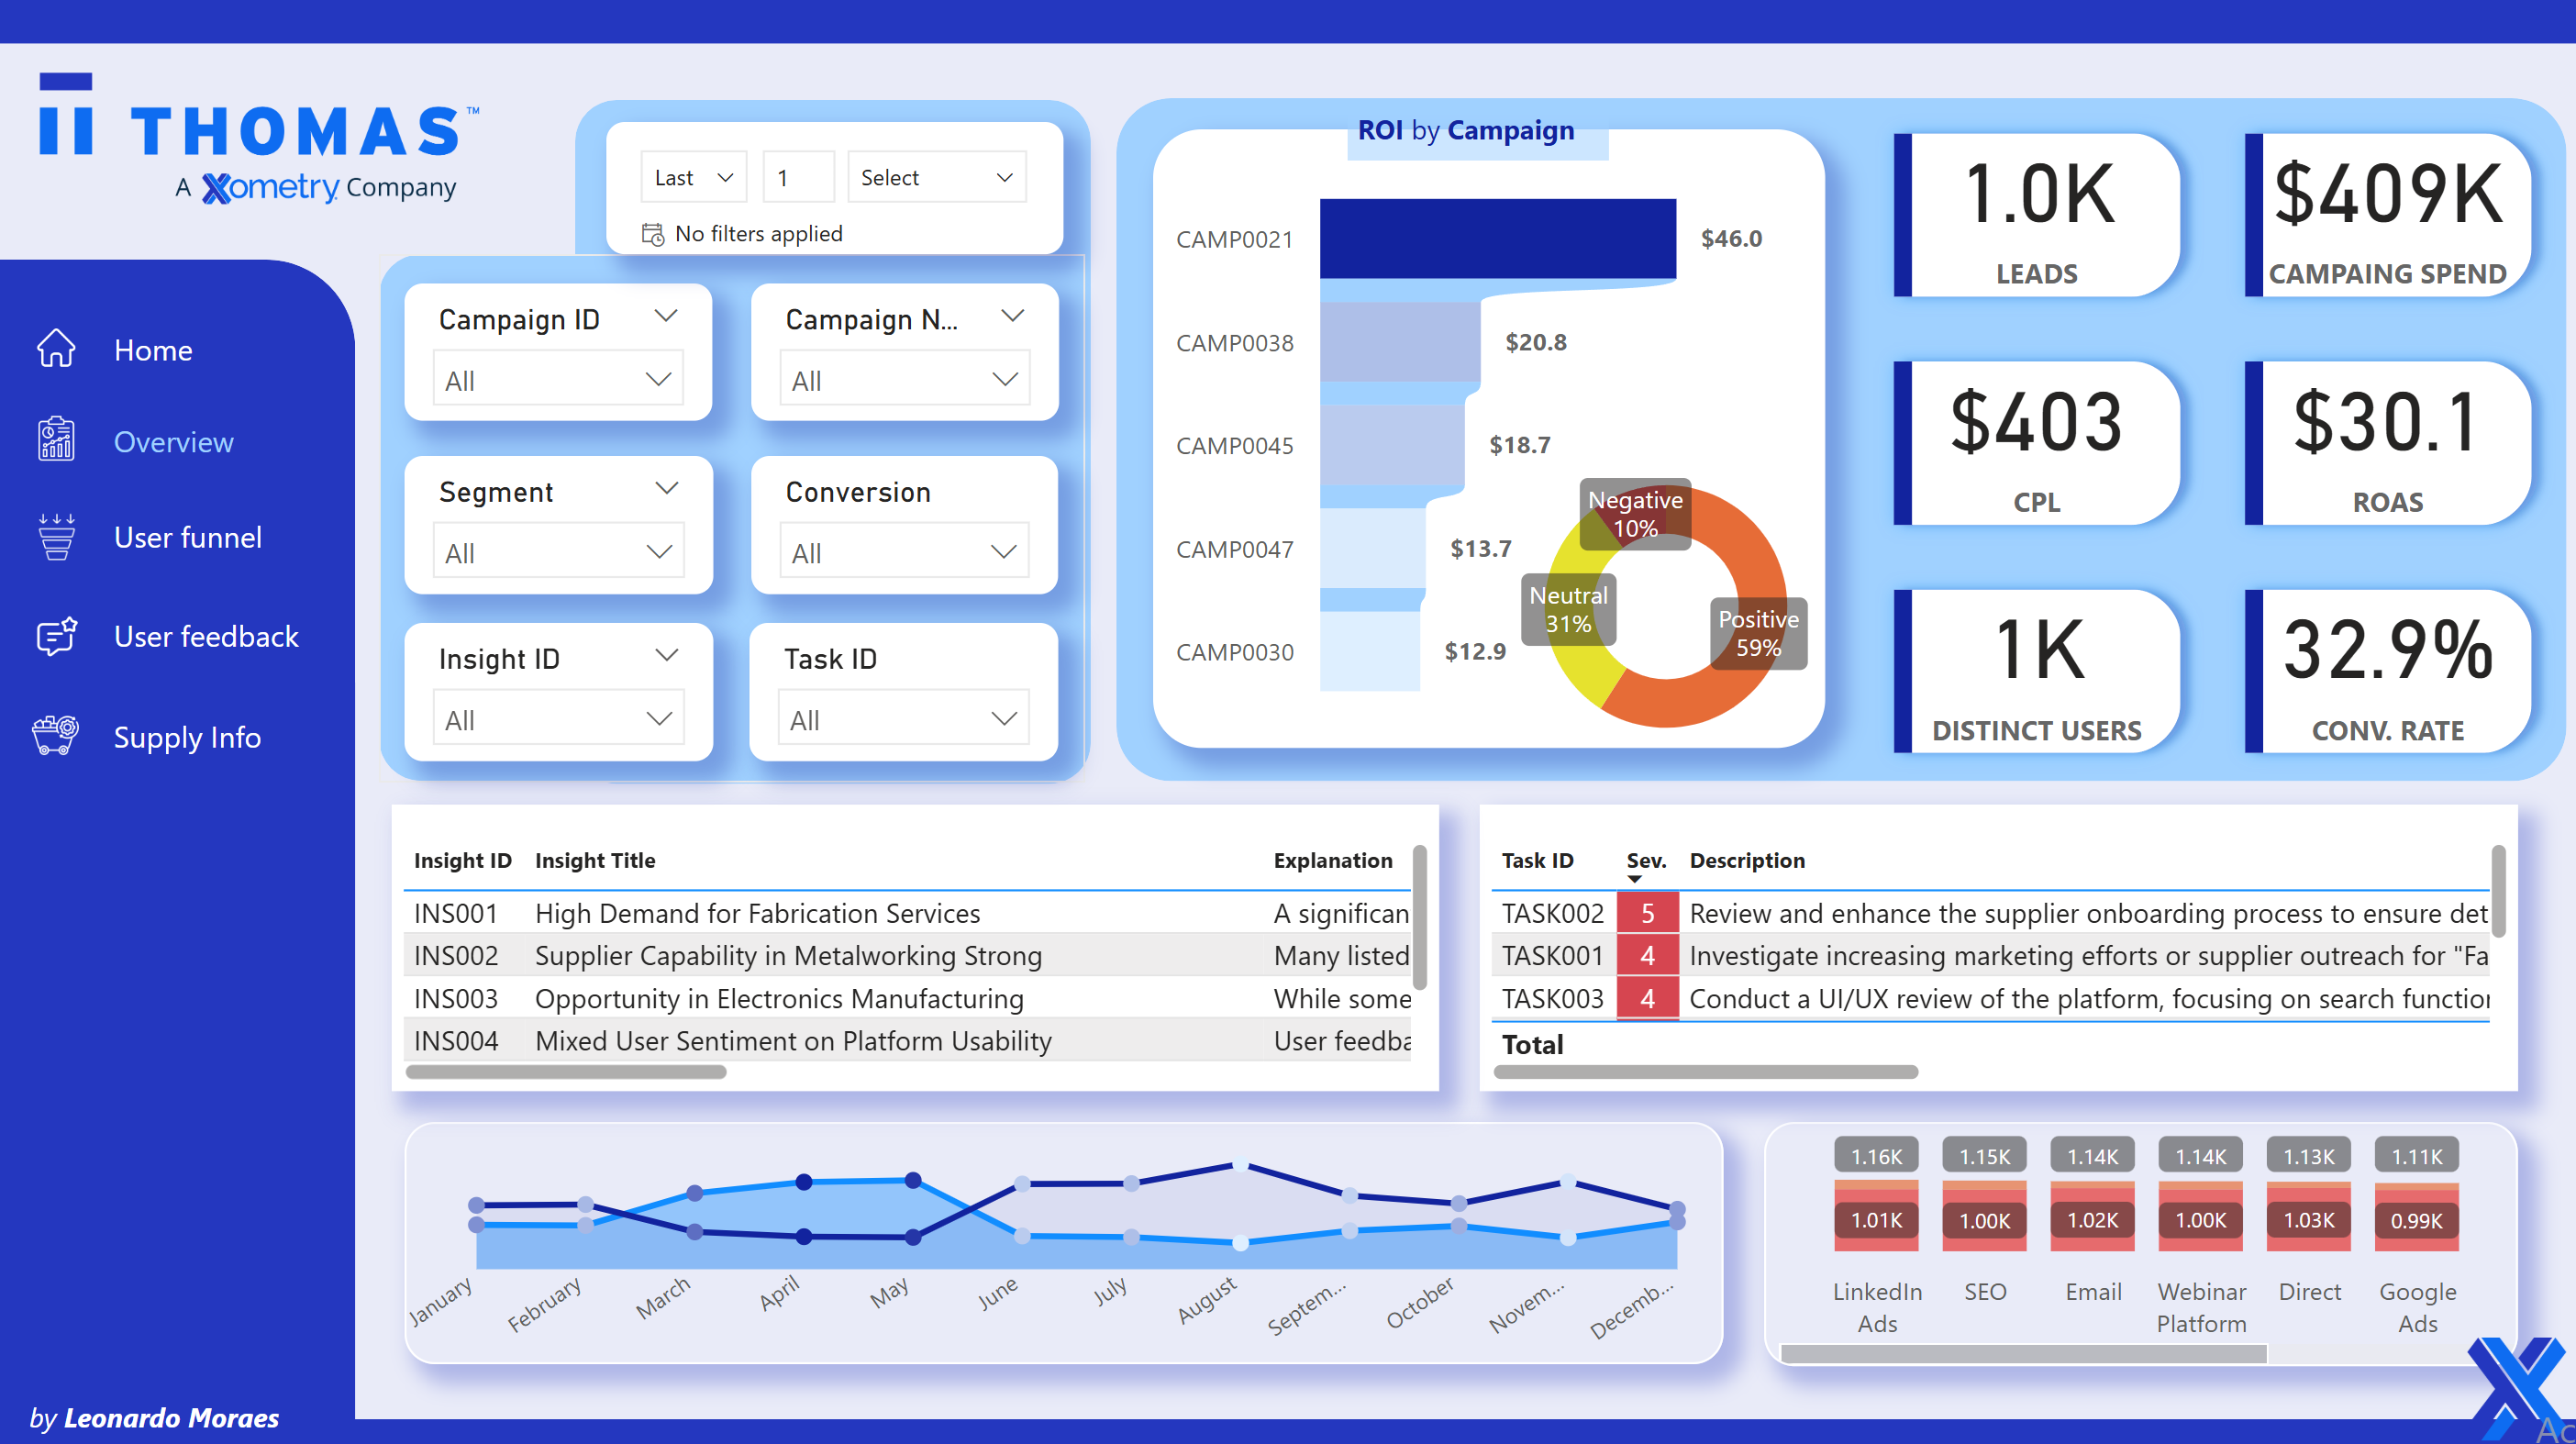 THOMAS™
A Xometry Company
Home
Overview
User funnel
User feedback
Supply Info
by Leonardo Moraes
Last
1
Select
No filters applied
Campaign ID
All
Campaign N...
All
Segment
All
Conversion
All
Insight ID
All
Task ID
All
ROI by Campaign
CAMP0021 $46.0
CAMP0038 $20.8
CAMP0045 $18.7
CAMP0047 $13.7
CAMP0030 $12.9
Negative
10%
Neutral
31%
Positive
59%
1.0K
LEADS
$409K
CAMPAING SPEND
$403
CPL
$30.1
ROAS
1K
DISTINCT USERS
32.9%
CONV. RATE
Insight ID Insight Title Explanation
INS001 High Demand for Fabrication Services A significan
INS002 Supplier Capability in Metalworking Strong Many listed
INS003 Opportunity in Electronics Manufacturing While some
INS004 Mixed User Sentiment on Platform Usability User feedba
Task ID Sev. Description
TASK002 5 Review and enhance the supplier onboarding process to ensure det
TASK001 4 Investigate increasing marketing efforts or supplier outreach for "Fa
TASK003 4 Conduct a UI/UX review of the platform, focusing on search function
Total
January February March April May June July August Septem... October Novem... Decemb...
1.16K 1.15K 1.14K 1.14K 1.13K 1.11K
1.01K 1.00K 1.02K 1.00K 1.03K 0.99K
LinkedIn SEO Email Webinar Direct Google
Ads Platform Ads
Ac